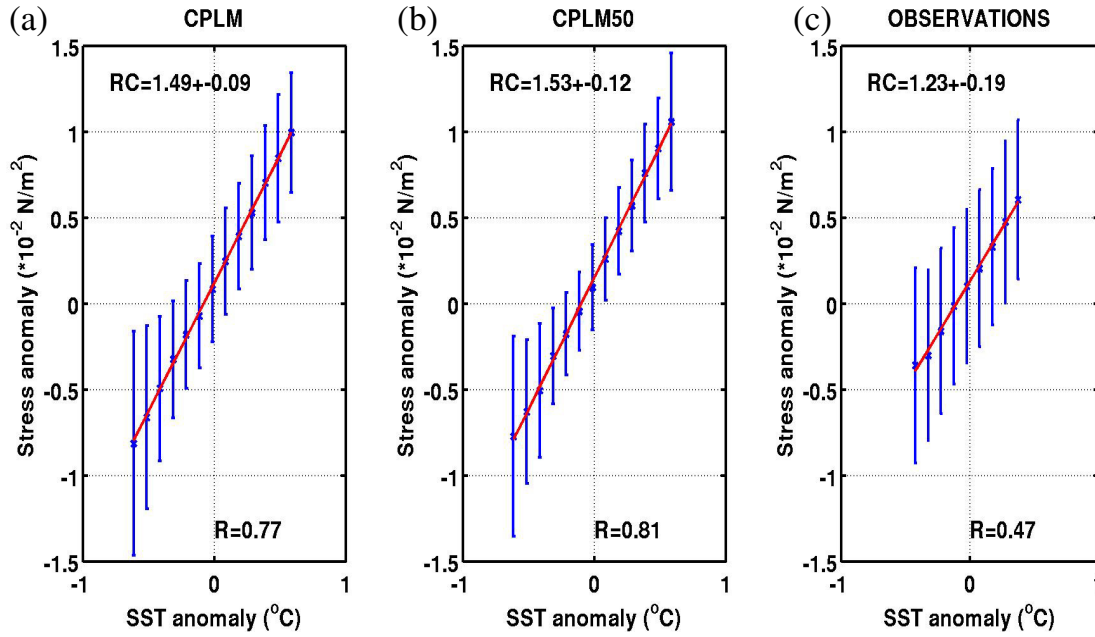 (a) CPLM
RC=1.49+-0.09
R=0.77
Stress anomaly (*10⁻² N/m²)
1.5
1
0.5
0
-0.5
-1
-1.5
-1 0 1
SST anomaly (°C)
(b) CPLM50
RC=1.53+-0.12
R=0.81
Stress anomaly (*10⁻² N/m²)
1.5
1
0.5
0
-0.5
-1
-1.5
-1 0 1
SST anomaly (°C)
(c) OBSERVATIONS
RC=1.23+-0.19
R=0.47
Stress anomaly (*10⁻² N/m²)
1.5
1
0.5
0
-0.5
-1
-1.5
-1 0 1
SST anomaly (°C)